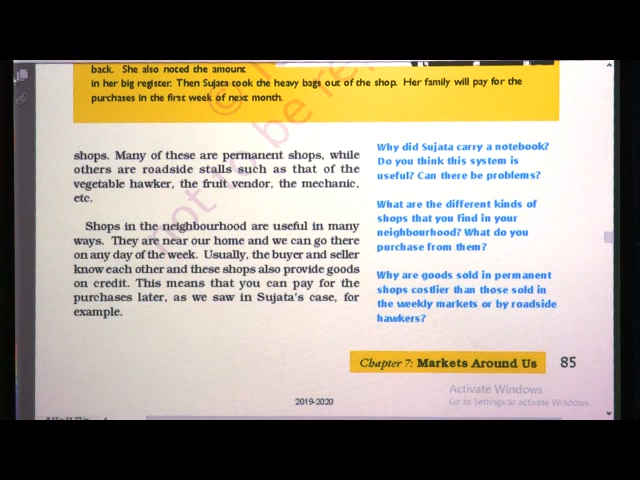 back. She also noted the amount
in her big register. Then Sujata took the heavy bags out of the shop. Her family will pay for the
purchases in the first week of next month.
shops. Many of these are permanent shops, while
others are roadside stalls such as that of the
vegetable hawker, the fruit vendor, the mechanic,
etc.
Shops in the neighbourhood are useful in many
ways. They are near our home and we can go there
on any day of the week. Usually, the buyer and seller
know each other and these shops also provide goods
on credit. This means that you can pay for the
purchases later, as we saw in Sujata's case, for
example.
Why did Sujata carry a notebook?
Do you think this system is
useful? Can there be problems?
What are the different kinds of
shops that you find in your
neighbourhood? What do you
purchase from them?
Why are goods sold in permanent
shops costlier than those sold in
the weekly markets or by roadside
hawkers?
Chapter 7: Markets Around Us 85
2019-2020
Activate Windows
Go to Settings to activate Windows.
not to be re